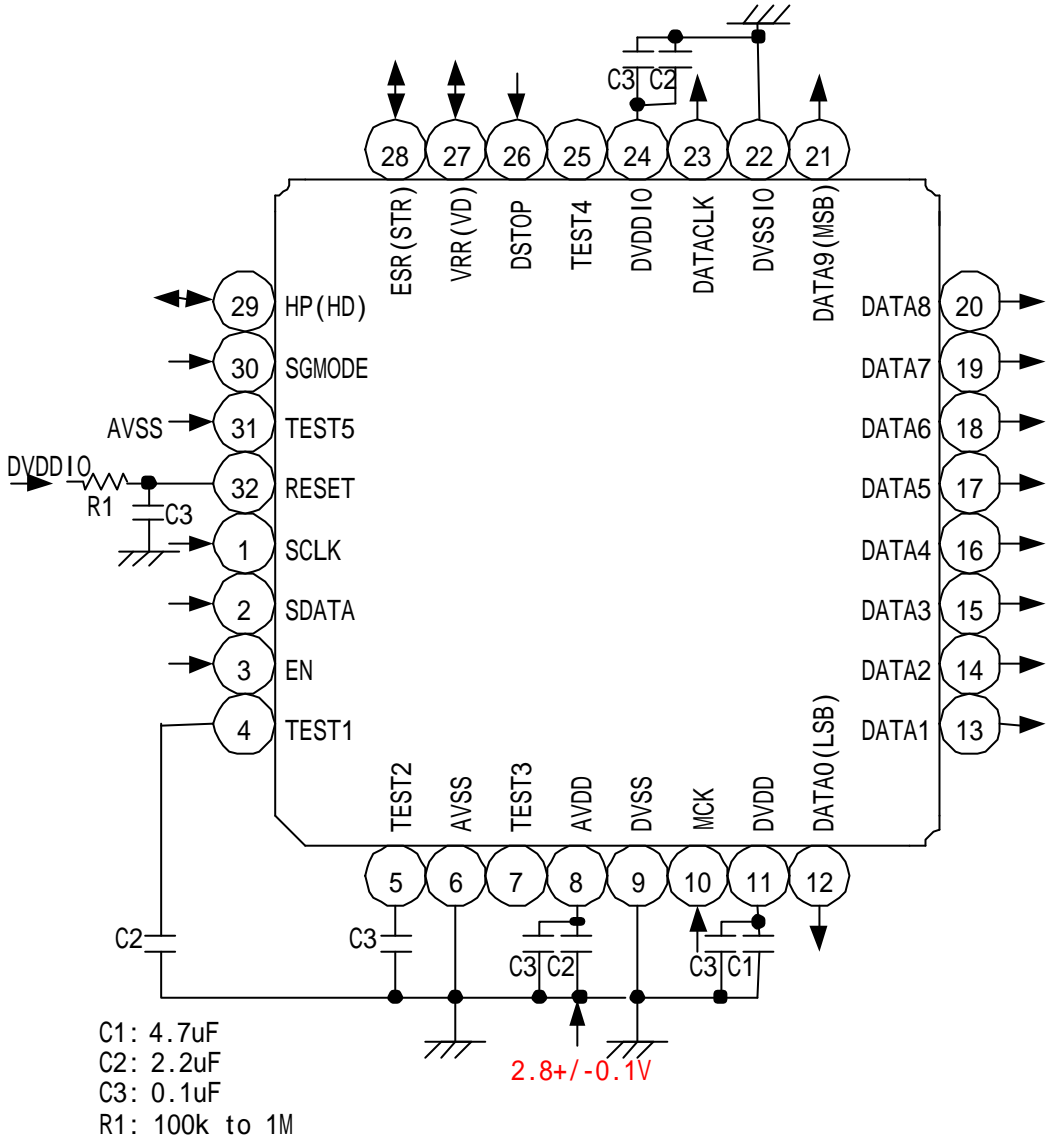 C3 C2
28 27 26 25 24 23 22 21
ESR(STR) VRR(VD) DSTOP TEST4 DVDDIO DATACLK DVSSIO DATA9(MSB)
29 HP(HD) DATA8 20
30 SGMODE DATA7 19
AVSS 31 TEST5 DATA6 18
DVDDIO R1 C3 32 RESET DATA5 17
1 SCLK DATA4 16
2 SDATA DATA3 15
3 EN DATA2 14
4 TEST1 DATA1 13
TEST2 AVSS TEST3 AVDD DVSS MCK DVDD DATA0(LSB)
5 6 7 8 9 10 11 12
C2 C3 C3 C2 C3 C1
2.8+/-0.1V
C1: 4.7uF
C2: 2.2uF
C3: 0.1uF
R1: 100k to 1M